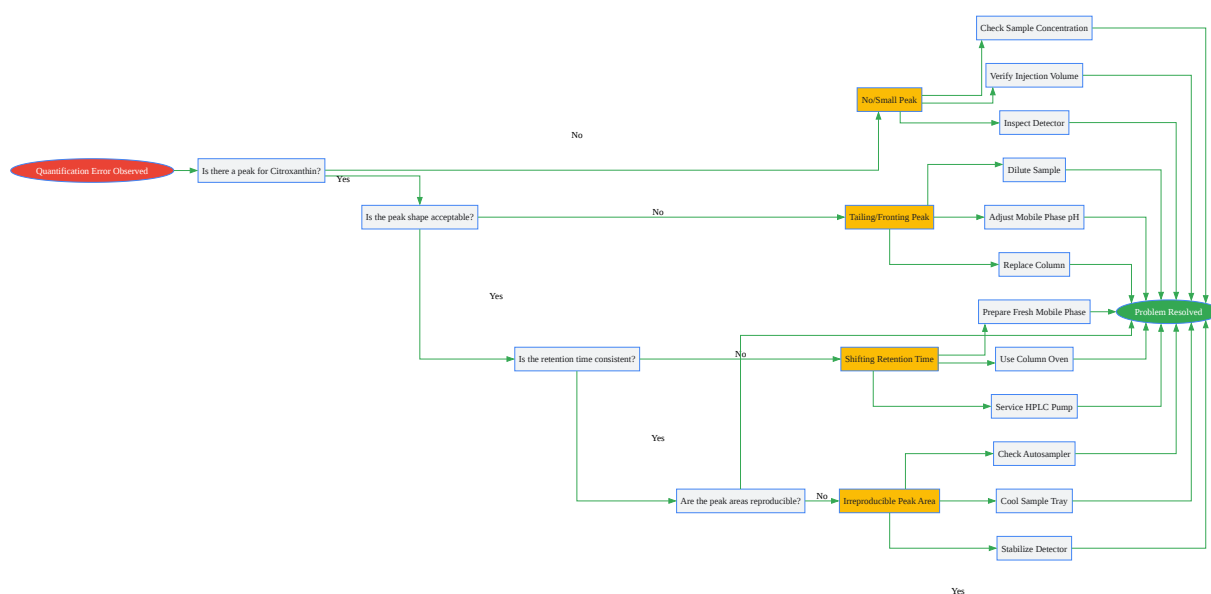 Check Sample Concentration
Verify Injection Volume
No/Small Peak
Inspect Detector
No
Quantification Error Observed
Is there a peak for Citroxanthin?
Yes
Dilute Sample
Is the peak shape acceptable?
No
Tailing/Fronting Peak
Adjust Mobile Phase pH
Replace Column
Yes
Prepare Fresh Mobile Phase
Problem Resolved
Is the retention time consistent?
No
Shifting Retention Time
Use Column Oven
Service HPLC Pump
Yes
Check Autosampler
Are the peak areas reproducible?
No
Irreproducible Peak Area
Cool Sample Tray
Stabilize Detector
Yes